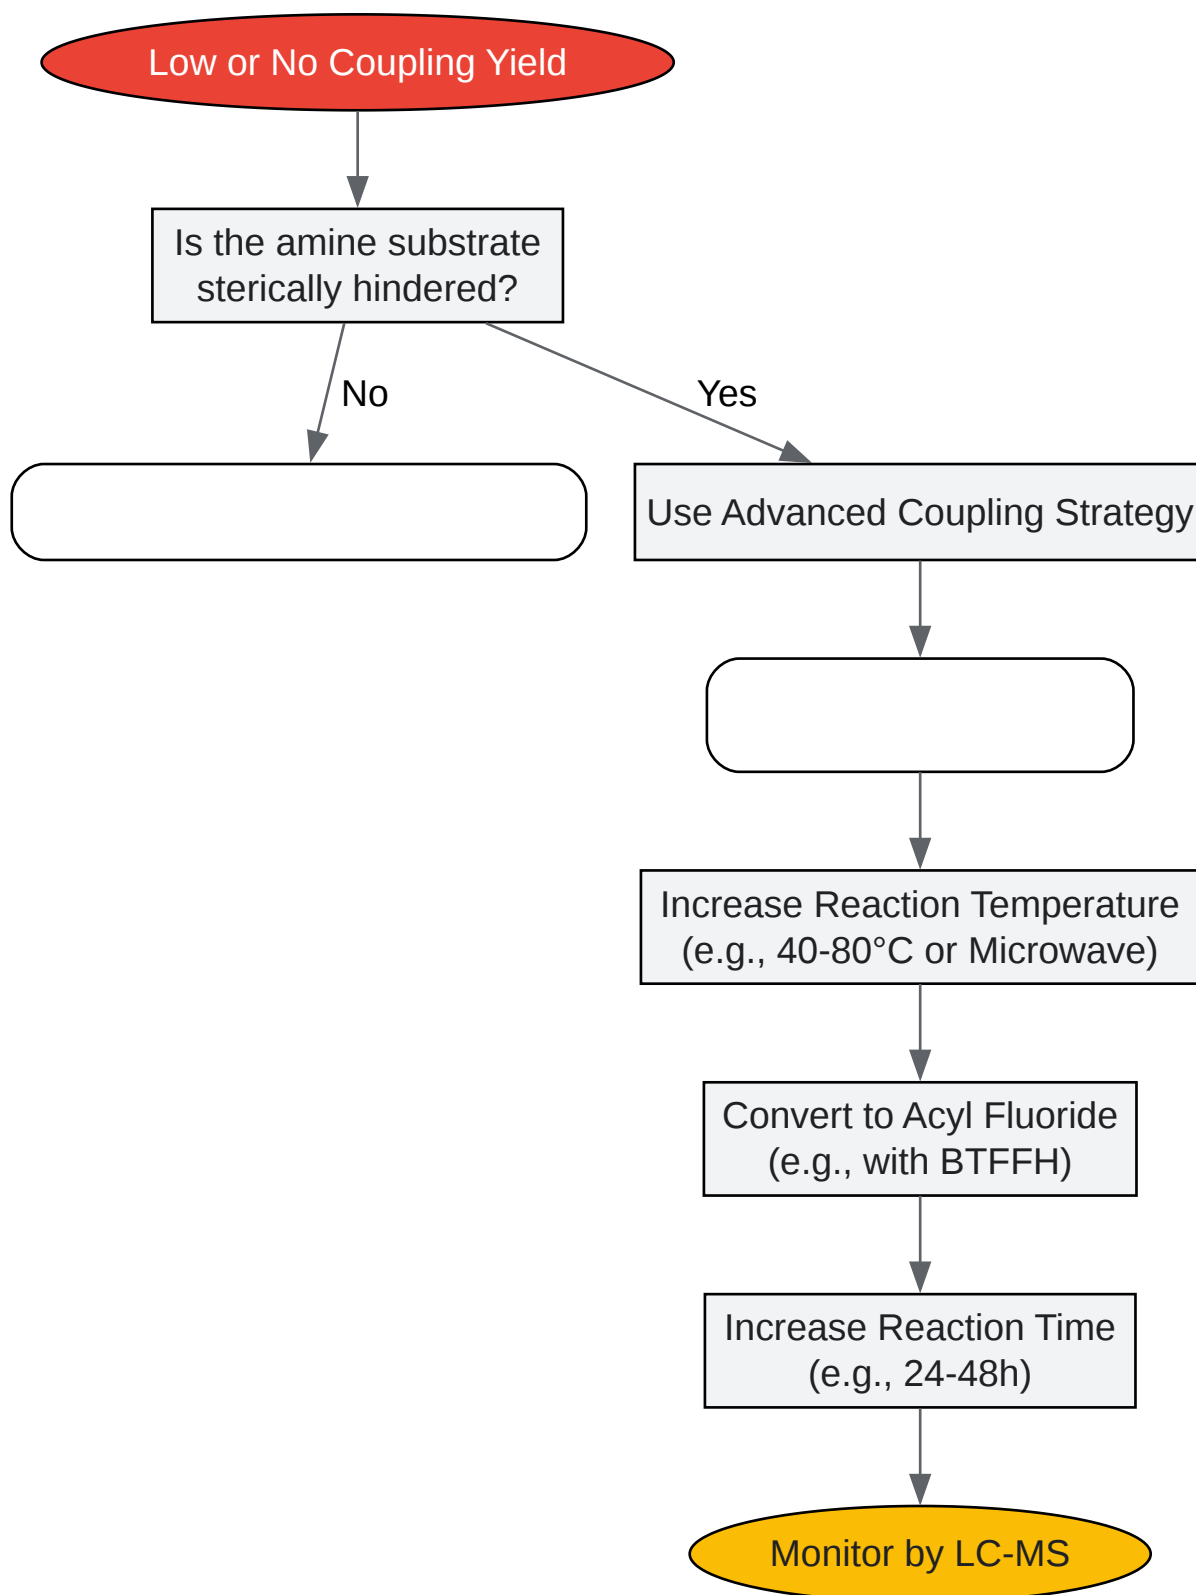 Low or No Coupling Yield
Is the amine substrate
sterically hindered?
No
Yes
Use Advanced Coupling Strategy
Increase Reaction Temperature
(e.g., 40-80°C or Microwave)
Convert to Acyl Fluoride
(e.g., with BTFFH)
Increase Reaction Time
(e.g., 24-48h)
Monitor by LC-MS